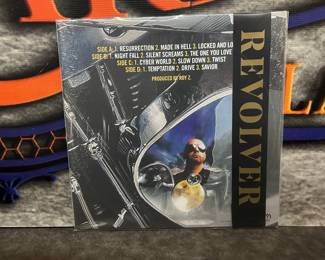 SIDE A: 1. RESURRECTION 2. MADE IN HELL 3. LOCKED AND LO
SIDE B: 1. NIGHT FALL 2. SILENT SCREAMS 3. THE ONE YOU LOVE
SIDE C: 1. CYBER WORLD 2. SLOW DOWN 3. TWIST
SIDE D: 1. TEMPTATION 2. DRIVE 3. SAVIOR
PRODUCED BY ROY Z.
REVOLVER